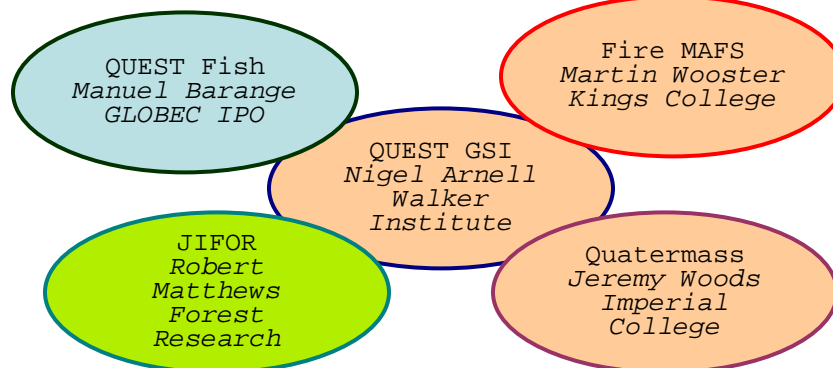 QUEST Fish
Manuel Barange
GLOBEC IPO
Fire MAFS
Martin Wooster
Kings College
QUEST GSI
Nigel Arnell
Walker
Institute
JIFOR
Robert
Matthews
Forest
Research
Quatermass
Jeremy Woods
Imperial
College